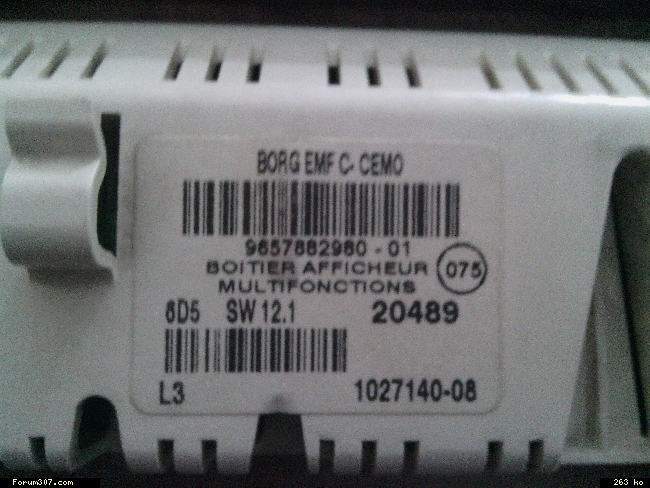 BORG EMF C- CEMO
9657882980 - 01
BOITIER AFFICHEUR
MULTIFONCTIONS
075
6D5 SW 12.1 20489
L3 1027140-08
Forum307.com 263 ko